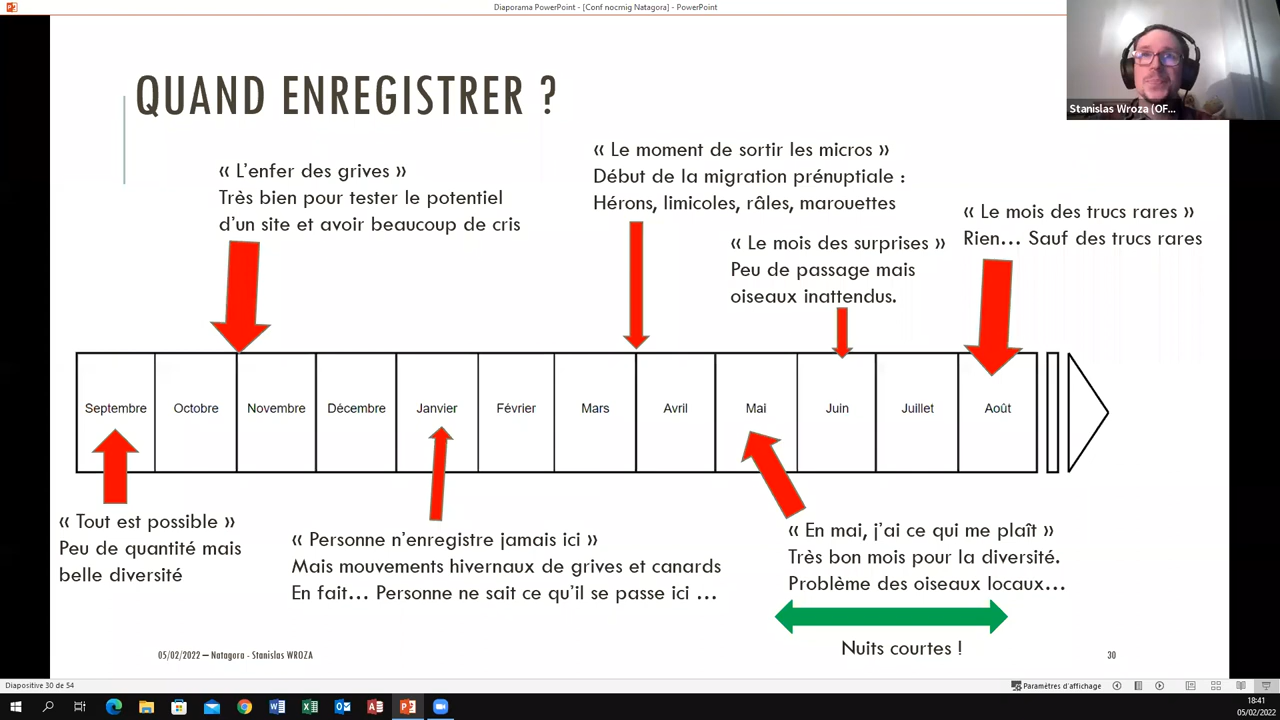 Diaporama PowerPoint - [Conf nocmig Natagora] - PowerPoint
Stanislas Wroza (OF...
QUAND ENREGISTRER ?
« L'enfer des grives »
Très bien pour tester le potentiel
d'un site et avoir beaucoup de cris
« Le moment de sortir les micros »
Début de la migration prénuptiale :
Hérons, limicoles, râles, marouettes
« Le mois des surprises »
Peu de passage mais
oiseaux inattendus.
« Le mois des trucs rares »
Rien... Sauf des trucs rares
Septembre
Octobre
Novembre
Décembre
Janvier
Février
Mars
Avril
Mai
Juin
Juillet
Août
« Tout est possible »
Peu de quantité mais
belle diversité
« Personne n'enregistre jamais ici »
Mais mouvements hivernaux de grives et canards
En fait... Personne ne sait ce qu'il se passe ici ...
« En mai, j'ai ce qui me plaît »
Très bon mois pour la diversité.
Problème des oiseaux locaux...
Nuits courtes !
05/02/2022 – Natagora - Stanislas WROZA
30
Diapositive 30 de 54
Paramètres d'affichage
18:41
05/02/2022